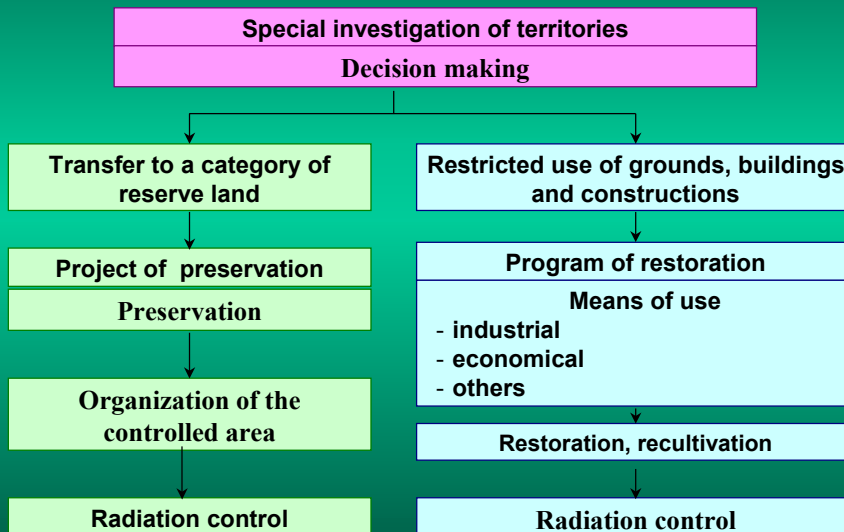 Special investigation of territories
Decision making
Transfer to a category of
reserve land
Project of preservation
Preservation
Organization of the
controlled area
Radiation control
Restricted use of grounds, buildings
and constructions
Program of restoration
Means of use
- industrial
- economical
- others
Restoration, recultivation
Radiation control